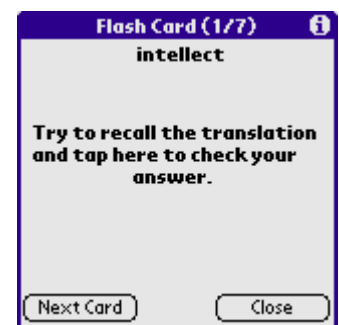 Flash Card (1/7)
intellect
Try to recall the translation
and tap here to check your
answer.
Next Card
Close